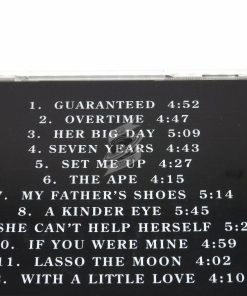 1. GUARANTEED 4:52
2. OVERTIME 4:47
3. HER BIG DAY 5:09
4. SEVEN YEARS 4:43
5. SET ME UP 4:27
6. THE APE 4:15
7. MY FATHER'S SHOES 5:14
8. A KINDER EYE 5:45
SHE CAN'T HELP HERSELF 5:2
0. IF YOU WERE MINE 4:59
11. LASSO THE MOON 4:02
. WITH A LITTLE LOVE 4:10